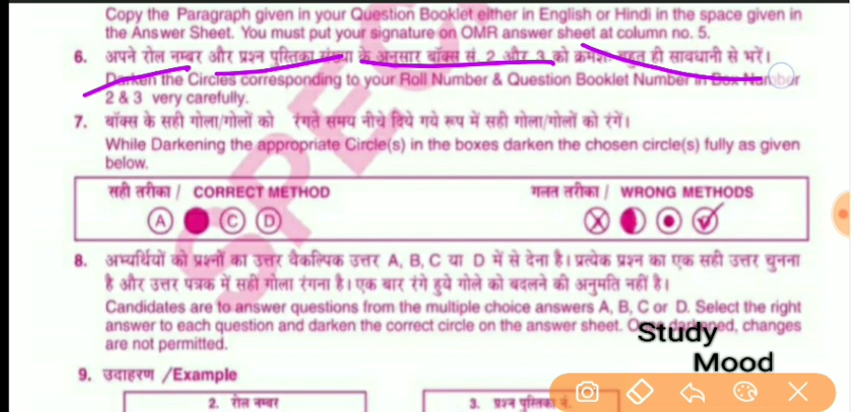 Copy the Paragraph given in your Question Booklet either in English or Hindi in the space given in
the Answer Sheet. You must put your signature on OMR answer sheet at column no. 5.
6. अपने रोल नम्बर और प्रश्न पुस्तिका संख्या के अनुसार बॉक्स सं. 2 और 3 को क्रमशः बहुत ही सावधानी से भरें।
Darken the Circles corresponding to your Roll Number & Question Booklet Number in Box Number
2 & 3 very carefully.
7. बॉक्स के सही गोला/गोलों को रंगते समय नीचे दिये गये रूप में सही गोला/गोलों को रंगें।
While Darkening the appropriate Circle(s) in the boxes darken the chosen circle(s) fully as given
below.
सही तरीका / CORRECT METHOD गलत तरीका / WRONG METHODS
A C D
8. अभ्यर्थियों को प्रश्नों का उत्तर वैकल्पिक उत्तर A, B, C या D में से देना है। प्रत्येक प्रश्न का एक सही उत्तर चुनना
है और उत्तर पत्रक में सही गोला रंगना है। एक बार रंगे हुये गोले को बदलने की अनुमति नहीं है।
Candidates are to answer questions from the multiple choice answers A, B, C or D. Select the right
answer to each question and darken the correct circle on the answer sheet. Once darkened, changes
are not permitted.
Study
Mood
9. उदाहरण /Example
2. रोल नम्बर 3. प्रश्न पुस्तिका